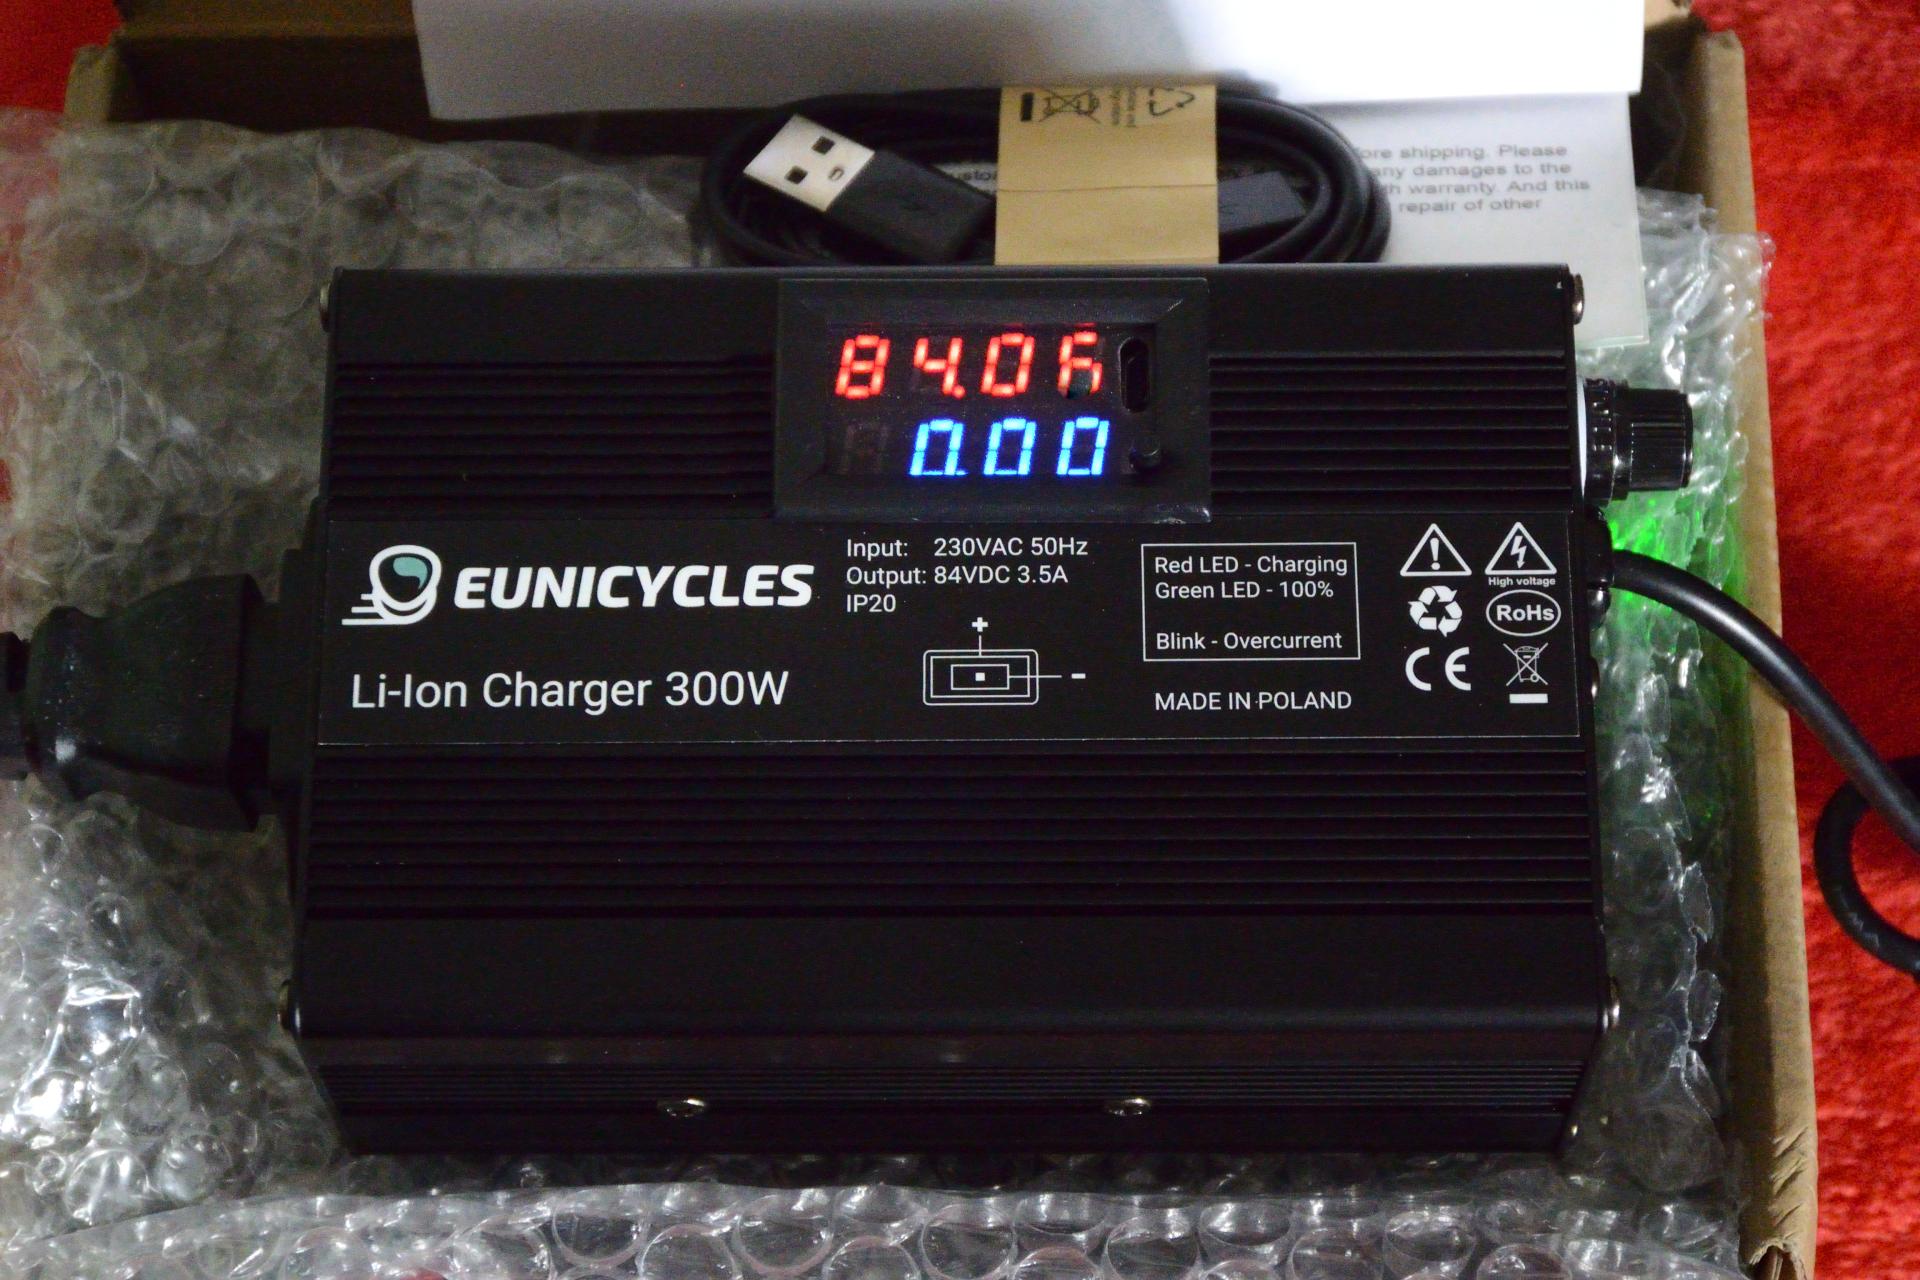 ore shipping. Please
any damages to the
th warranty. And this
repair of other
84.06
0.00
EUNICYCLES
Li-Ion Charger 300W
Input: 230VAC 50Hz
Output: 84VDC 3.5A
IP20
+
-
Red LED - Charging
Green LED - 100%
Blink - Overcurrent
MADE IN POLAND
High voltage
RoHs
CE